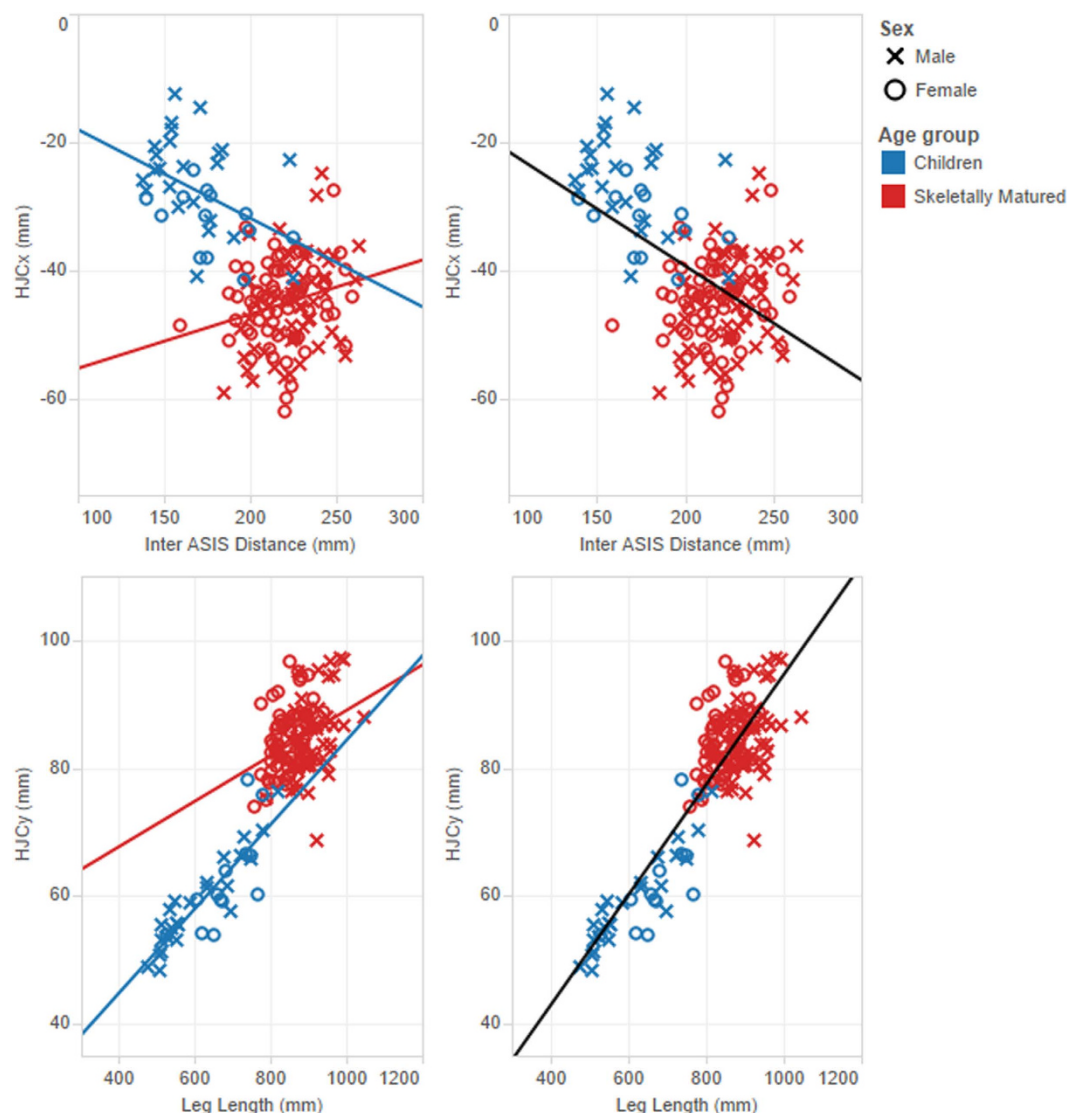 0
-20
-40
-60
HJCx (mm)
100 150 200 250 300
Inter ASIS Distance (mm)
0
-20
-40
-60
HJCx (mm)
100 150 200 250 300
Inter ASIS Distance (mm)
Sex
Male
Female
Age group
Children
Skeletally Matured
100
80
60
40
HJCy (mm)
400 600 800 1000 1200
Leg Length (mm)
100
80
60
40
HJCy (mm)
400 600 800 1000 1200
Leg Length (mm)